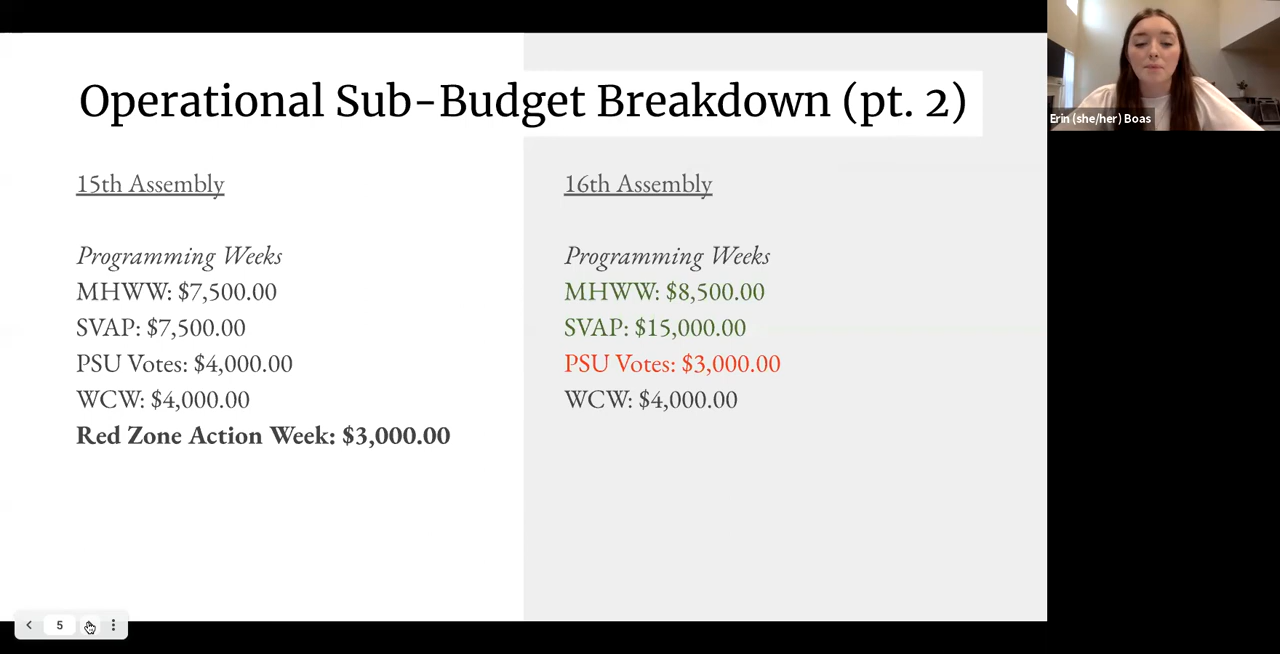 Operational Sub-Budget Breakdown (pt. 2)
15th Assembly
Programming Weeks
MHWW: $7,500.00
SVAP: $7,500.00
PSU Votes: $4,000.00
WCW: $4,000.00
Red Zone Action Week: $3,000.00
16th Assembly
Programming Weeks
MHWW: $8,500.00
SVAP: $15,000.00
PSU Votes: $3,000.00
WCW: $4,000.00
Erin (she/her) Boas
5